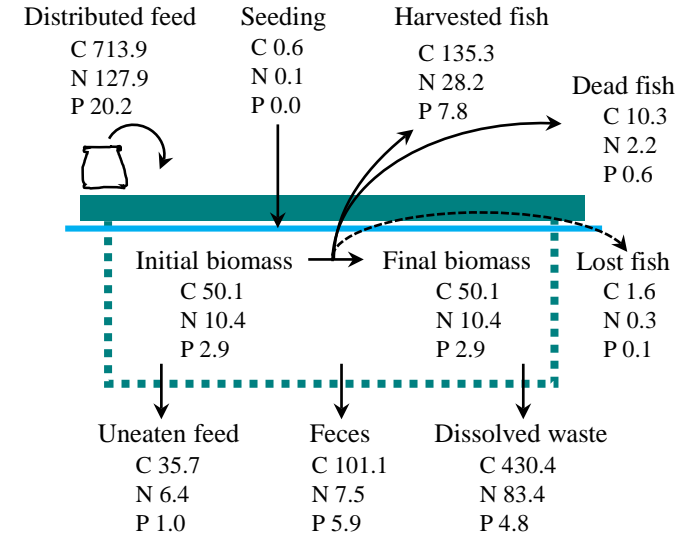 Distributed feed
C 713.9
N 127.9
P 20.2
Seeding
C 0.6
N 0.1
P 0.0
Harvested fish
C 135.3
N 28.2
P 7.8
Dead fish
C 10.3
N 2.2
P 0.6
Initial biomass
C 50.1
N 10.4
P 2.9
Final biomass
C 50.1
N 10.4
P 2.9
Lost fish
C 1.6
N 0.3
P 0.1
Uneaten feed
C 35.7
N 6.4
P 1.0
Feces
C 101.1
N 7.5
P 5.9
Dissolved waste
C 430.4
N 83.4
P 4.8